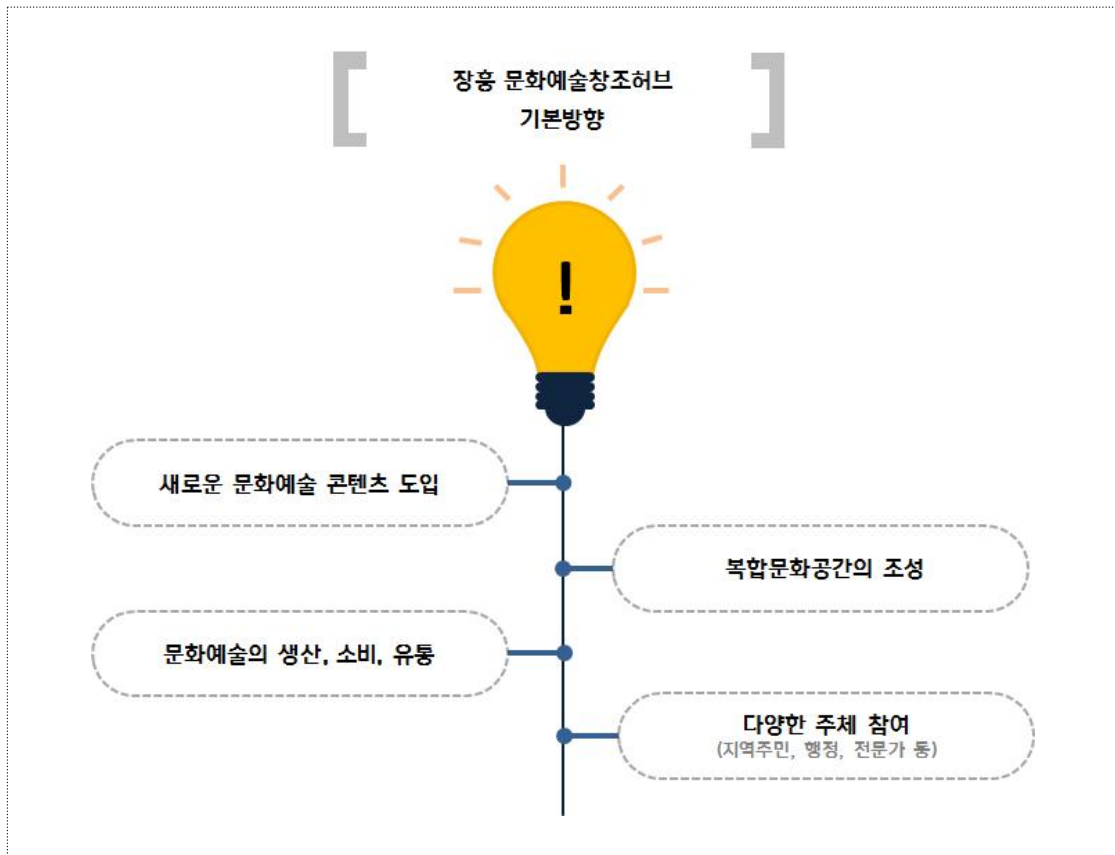 장흥 문화예술창조허브
기본방향
!
새로운 문화예술 콘텐츠 도입
복합문화공간의 조성
문화예술의 생산, 소비, 유통
다양한 주체 참여
(지역주민, 행정, 전문가 등)